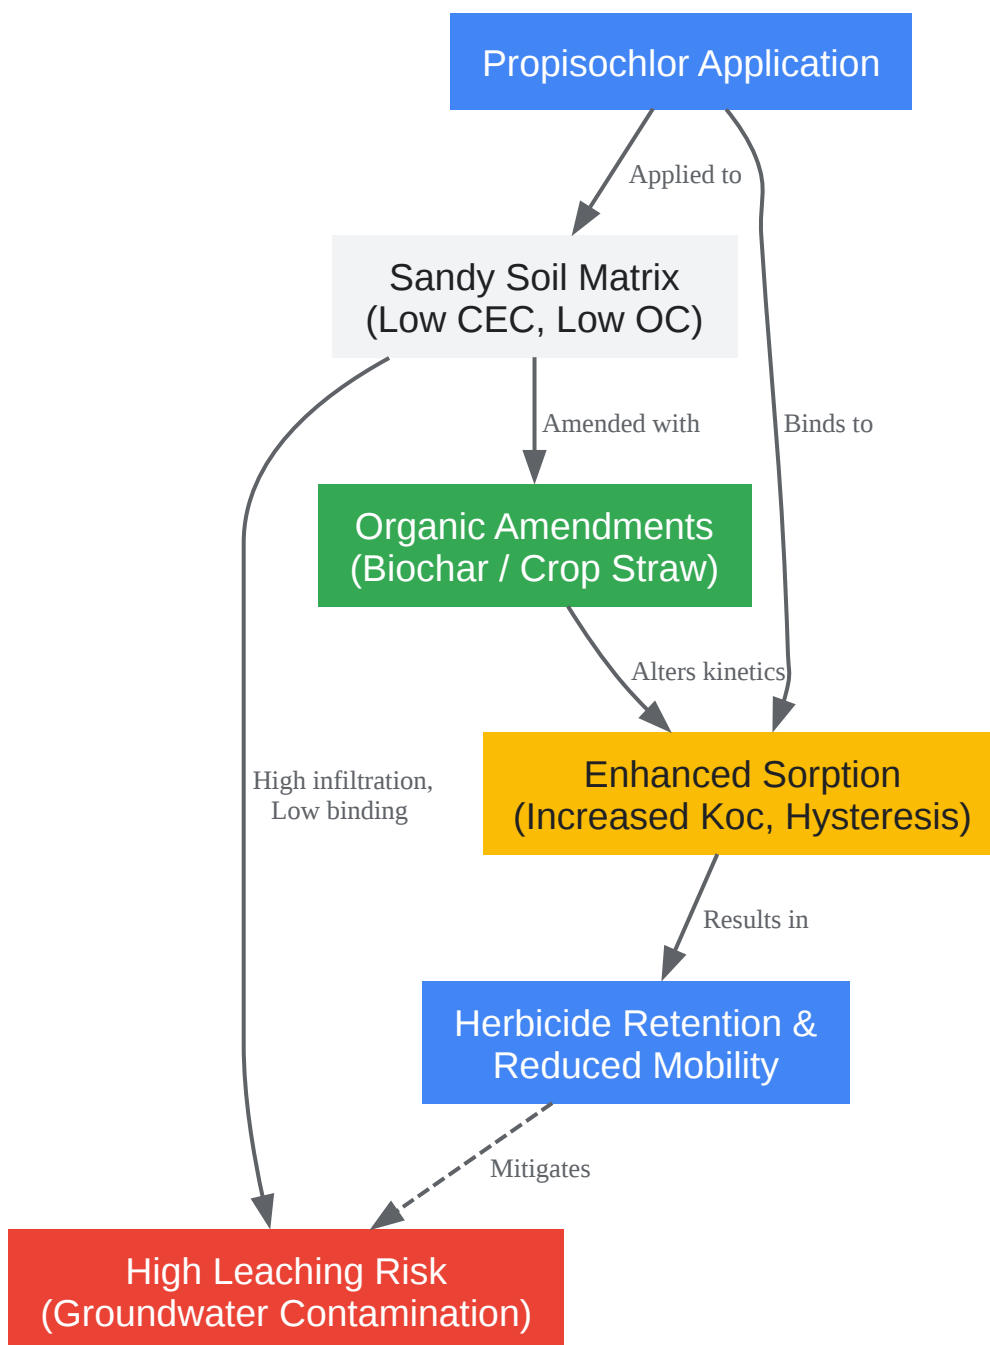 Propisochlor Application
Applied to
Sandy Soil Matrix
(Low CEC, Low OC)
Amended with
Binds to
Organic Amendments
(Biochar / Crop Straw)
Alters kinetics
Enhanced Sorption
(Increased Koc, Hysteresis)
High infiltration,
Low binding
Results in
Herbicide Retention &
Reduced Mobility
Mitigates
High Leaching Risk
(Groundwater Contamination)